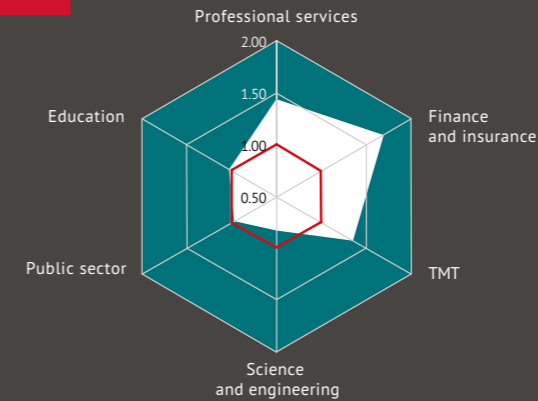 Professional services
2.00
1.50
Education
Finance
and insurance
1.00
0.50
Public sector
TMT
Science
and engineering